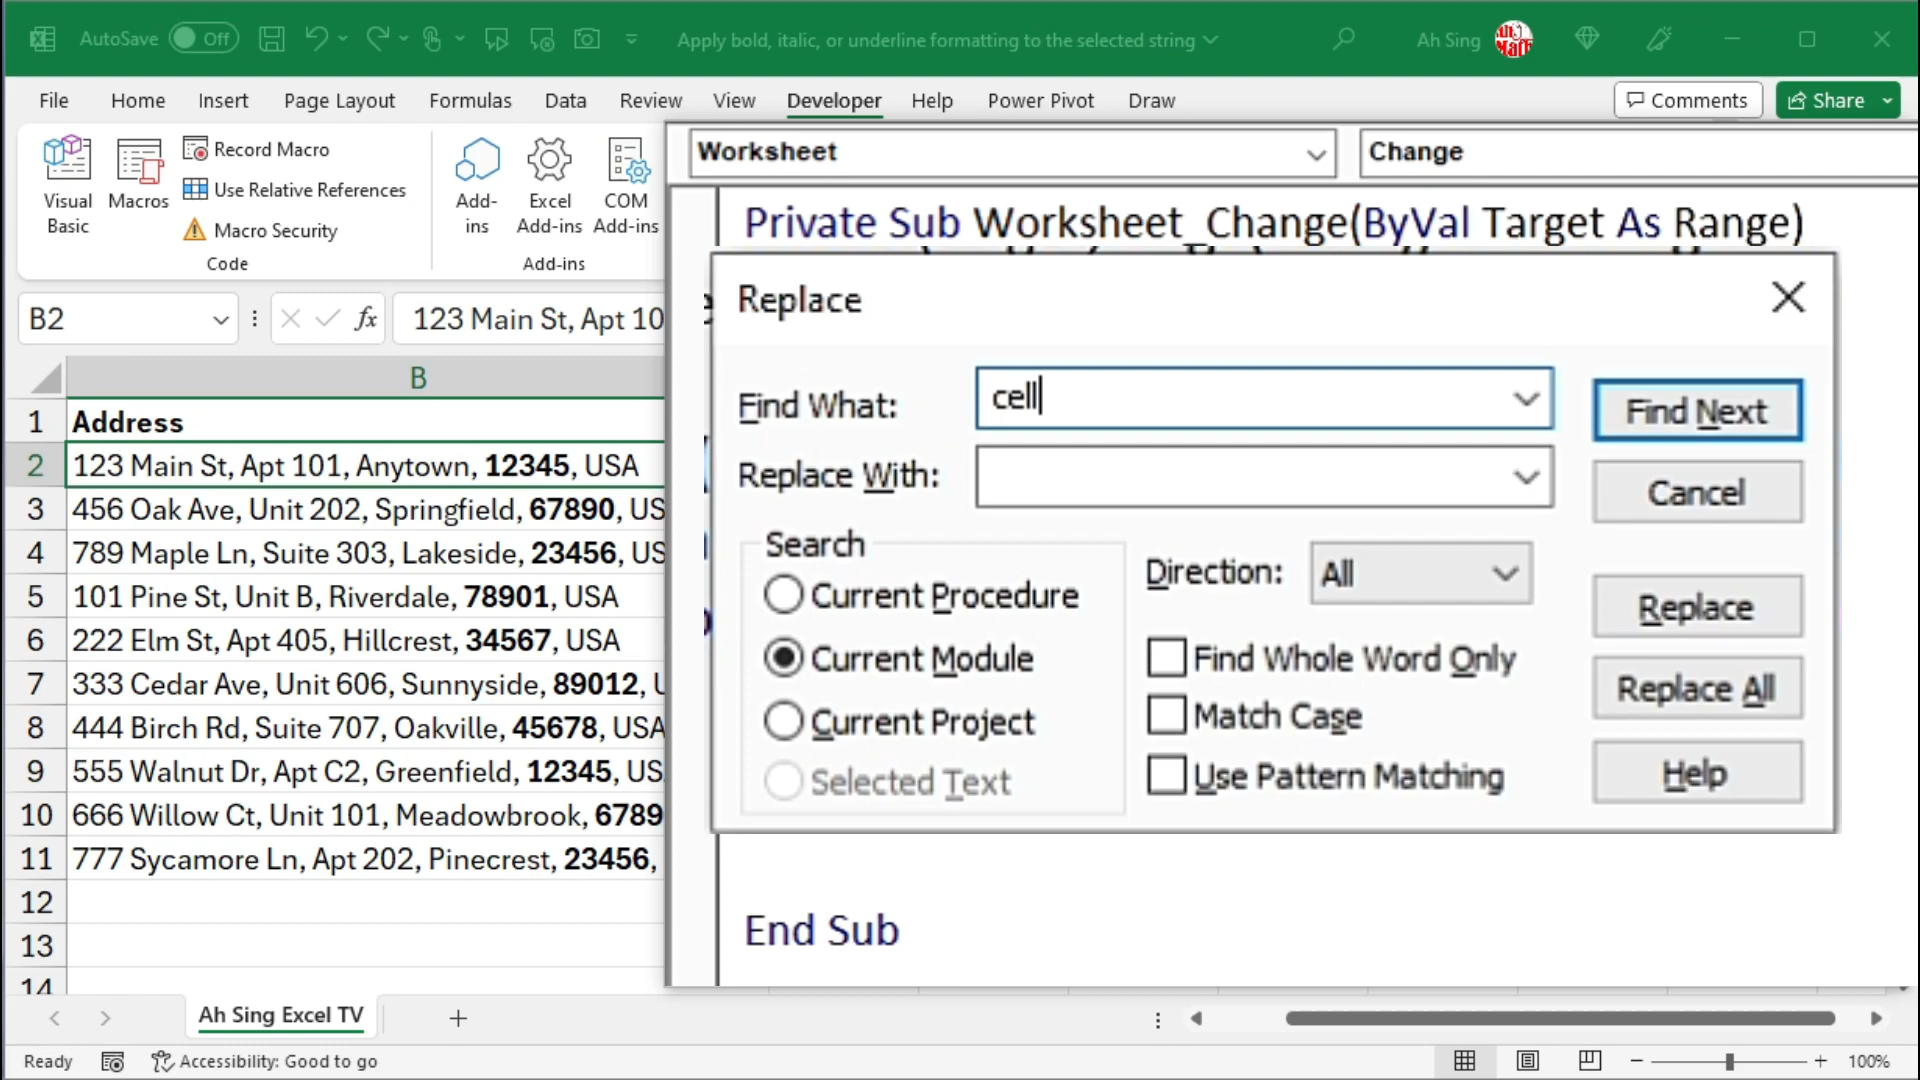 AutoSave Off Apply bold, italic, or underline formatting to the selected string Ah Sing
File Home Insert Page Layout Formulas Data Review View Developer Help Power Pivot Draw Comments Share
Visual Basic
Macros
Record Macro
Use Relative References
Macro Security
Code
Add-ins
Excel Add-ins
COM Add-ins
Add-ins
B2 fx 123 Main St, Apt 10
B
1 Address
2 123 Main St, Apt 101, Anytown, 12345, USA
3 456 Oak Ave, Unit 202, Springfield, 67890, US
4 789 Maple Ln, Suite 303, Lakeside, 23456, US
5 101 Pine St, Unit B, Riverdale, 78901, USA
6 222 Elm St, Apt 405, Hillcrest, 34567, USA
7 333 Cedar Ave, Unit 606, Sunnyside, 89012, U
8 444 Birch Rd, Suite 707, Oakville, 45678, USA
9 555 Walnut Dr, Apt C2, Greenfield, 12345, US
10 666 Willow Ct, Unit 101, Meadowbrook, 6789
11 777 Sycamore Ln, Apt 202, Pinecrest, 23456,
12
13
14
Worksheet Change
Private Sub Worksheet_Change(ByVal Target As Range)
Replace
Find What: cell
Replace With:
Search
Current Procedure
Current Module
Current Project
Selected Text
Direction: All
Find Whole Word Only
Match Case
Use Pattern Matching
Find Next
Cancel
Replace
Replace All
Help
End Sub
Ah Sing Excel TV
Ready Accessibility: Good to go 100%